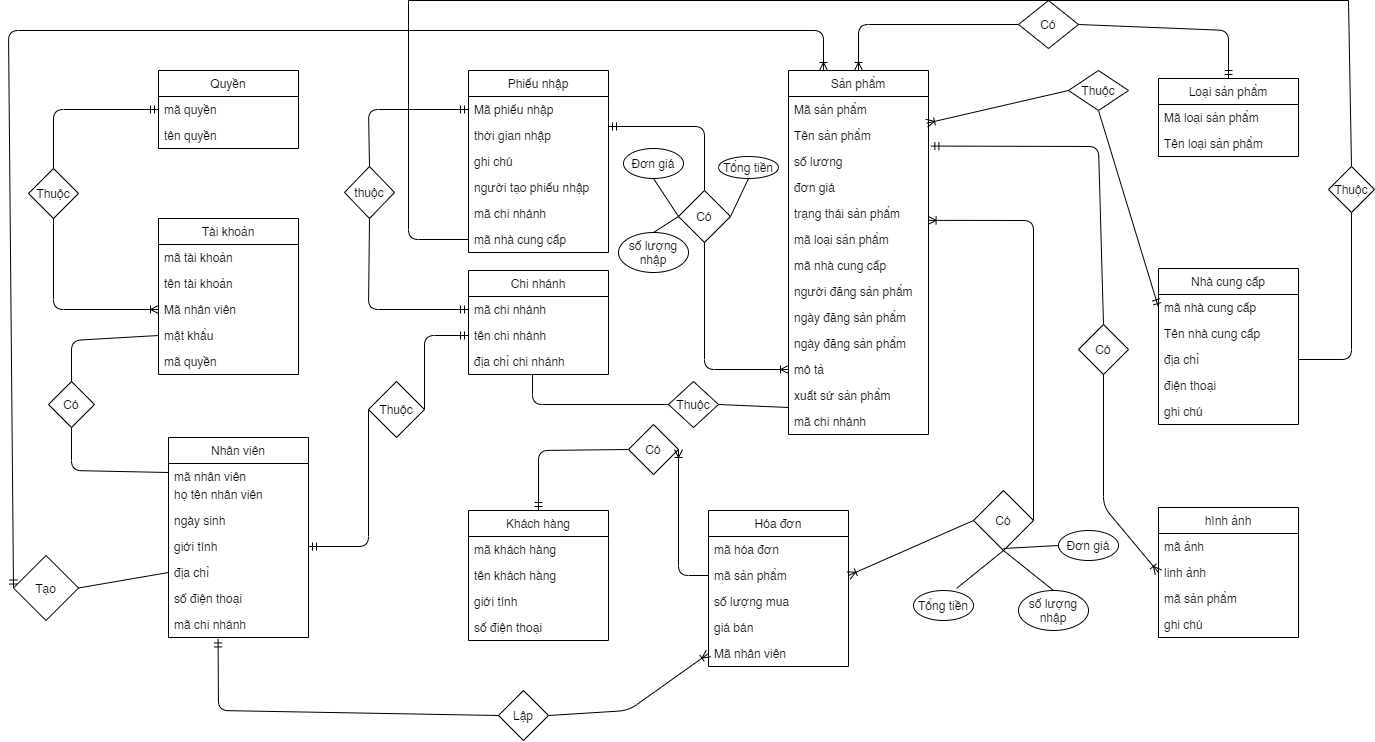 Có
Quyền
mã quyền
tên quyền
Thuộc
Tài khoản
mã tài khoản
tên tài khoản
Mã nhân viên
mật khẩu
mã quyền
Có
Nhân viên
mã nhân viên
họ tên nhân viên
ngày sinh
giới tính
địa chỉ
số điện thoại
mã chi nhánh
Tạo
Phiếu nhập
Mã phiếu nhập
thời gian nhập
ghi chú
người tạo phiếu nhập
mã chi nhánh
mã nhà cung cấp
thuộc
Chi nhánh
mã chi nhánh
tên chi nhánh
địa chỉ chi nhánh
Thuộc
Đơn giá
Tổng tiền
Có
số lượng
nhập
Thuộc
Sản phẩm
Mã sản phẩm
Tên sản phẩm
số lương
đơn giá
trạng thái sản phẩm
mã loại sản phẩm
mã nhà cung cấp
người đăng sản phẩm
ngày đăng sản phẩm
ngày đăng sản phẩm
mô tả
xuất sứ sản phẩm
mã chi nhánh
Thuộc
Loại sản phẩm
Mã loại sản phẩm
Tên loại sản phẩm
Thuộc
Nhà cung cấp
mã nhà cung cấp
Tên nhà cung cấp
địa chỉ
điện thoại
ghi chú
Có
Có
Khách hàng
mã khách hàng
tên khách hàng
giới tính
số điện thoại
Hóa đơn
mã hóa đơn
mã sản phẩm
số lượng mua
giá bán
Mã nhân viên
Có
Đơn giá
Tổng tiền
số lượng
nhập
hình ảnh
mã ảnh
linh ảnh
mã sản phẩm
ghi chú
Lập